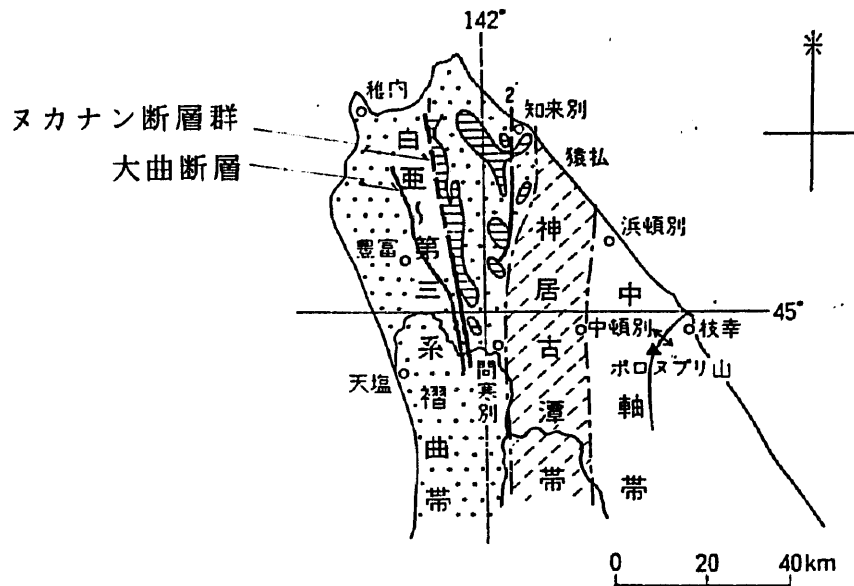 142°
稚内
2
知来別
ヌカナン断層群
猿払
大曲断層
浜頓別
豊富
45°
中頓別
枝幸
ポロヌプリ山
天塩
問寒別
白亜～第三系褶曲帯
神居古潭帯
中軸帯
0 20 40km